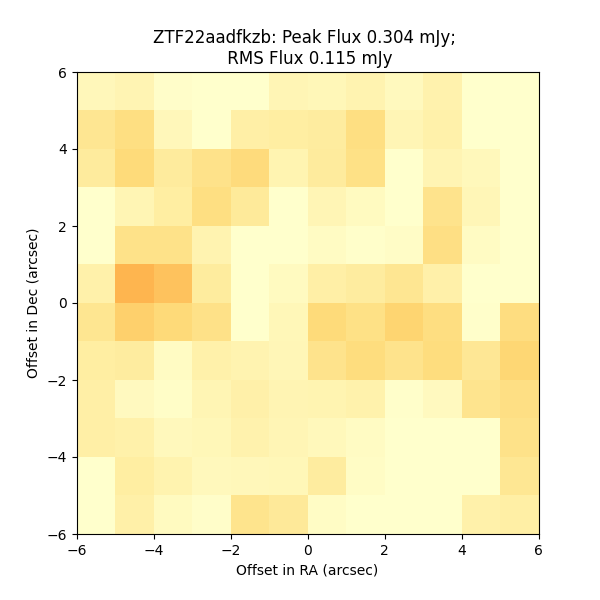 ZTF22aadfkzb: Peak Flux 0.304 mJy;
RMS Flux 0.115 mJy
6
4
2
0
−2
−4
−6
Offset in Dec (arcsec)
−6 −4 −2 0 2 4 6
Offset in RA (arcsec)